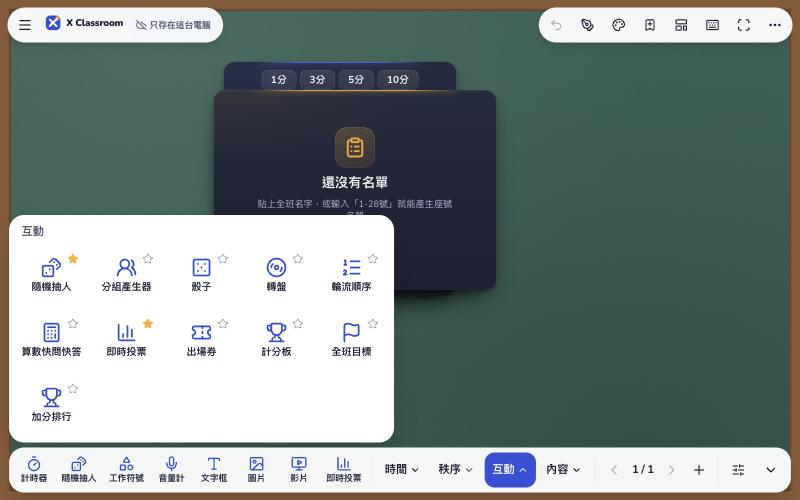 X Classroom
只存在這台電腦
1分 3分 5分 10分
還沒有名單
貼上全班名字，或輸入「1-28號」就能產生座號
互動
隨機抽人 分組產生器 骰子 轉盤 輪流順序
算數快問快答 即時投票 出場券 計分板 全班目標
加分排行
計時器 隨機抽人 工作符號 音量計 文字框 圖片 影片 即時投票 時間 秩序 互動 內容 1 / 1